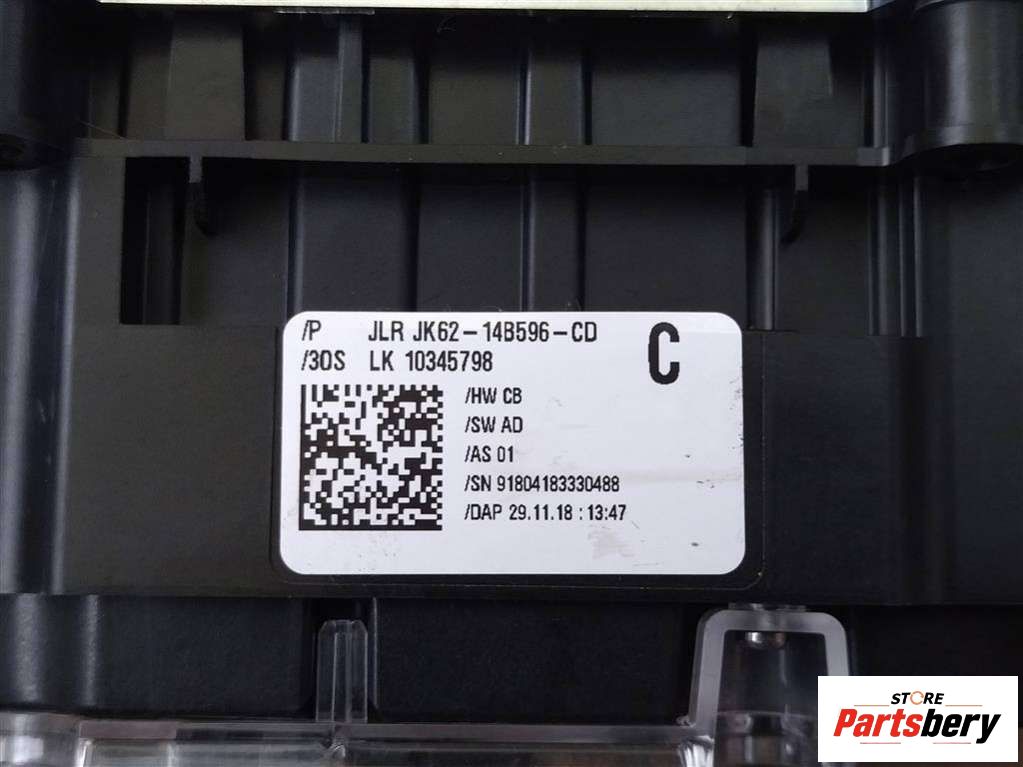 /P JLR JK62-14B596-CD
C
/3OS LK 10345798
/HW CB
/SW AD
/AS 01
/SN 91804183330488
/DAP 29.11.18 : 13:47
STORE
Partsbery